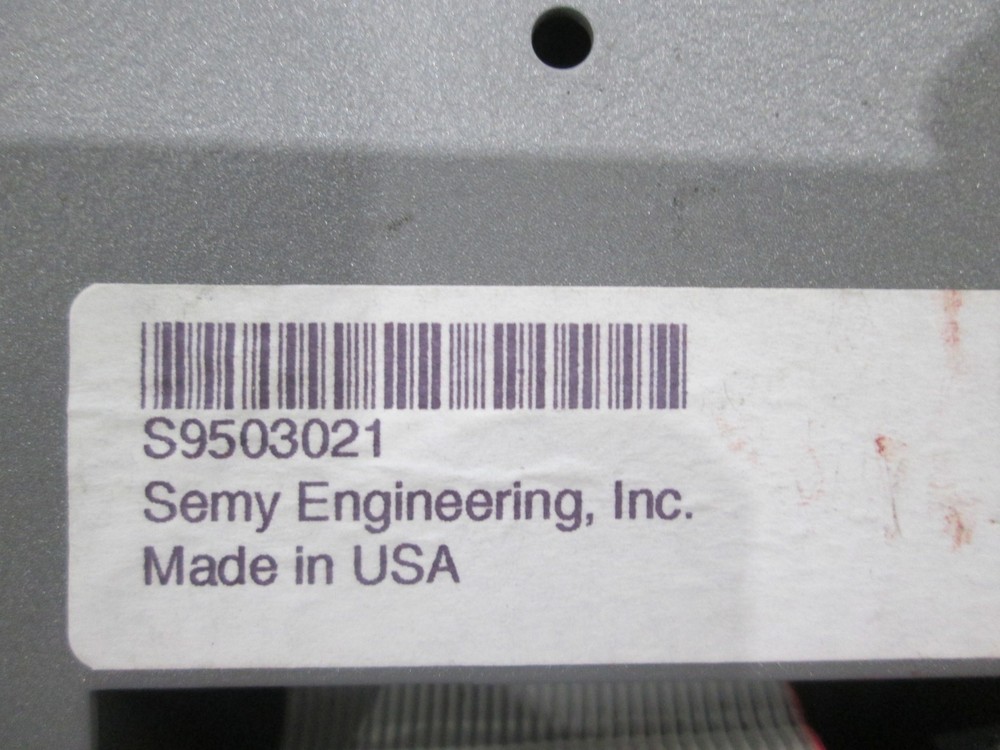 S9503021
Semy Engineering, Inc.
Made in USA